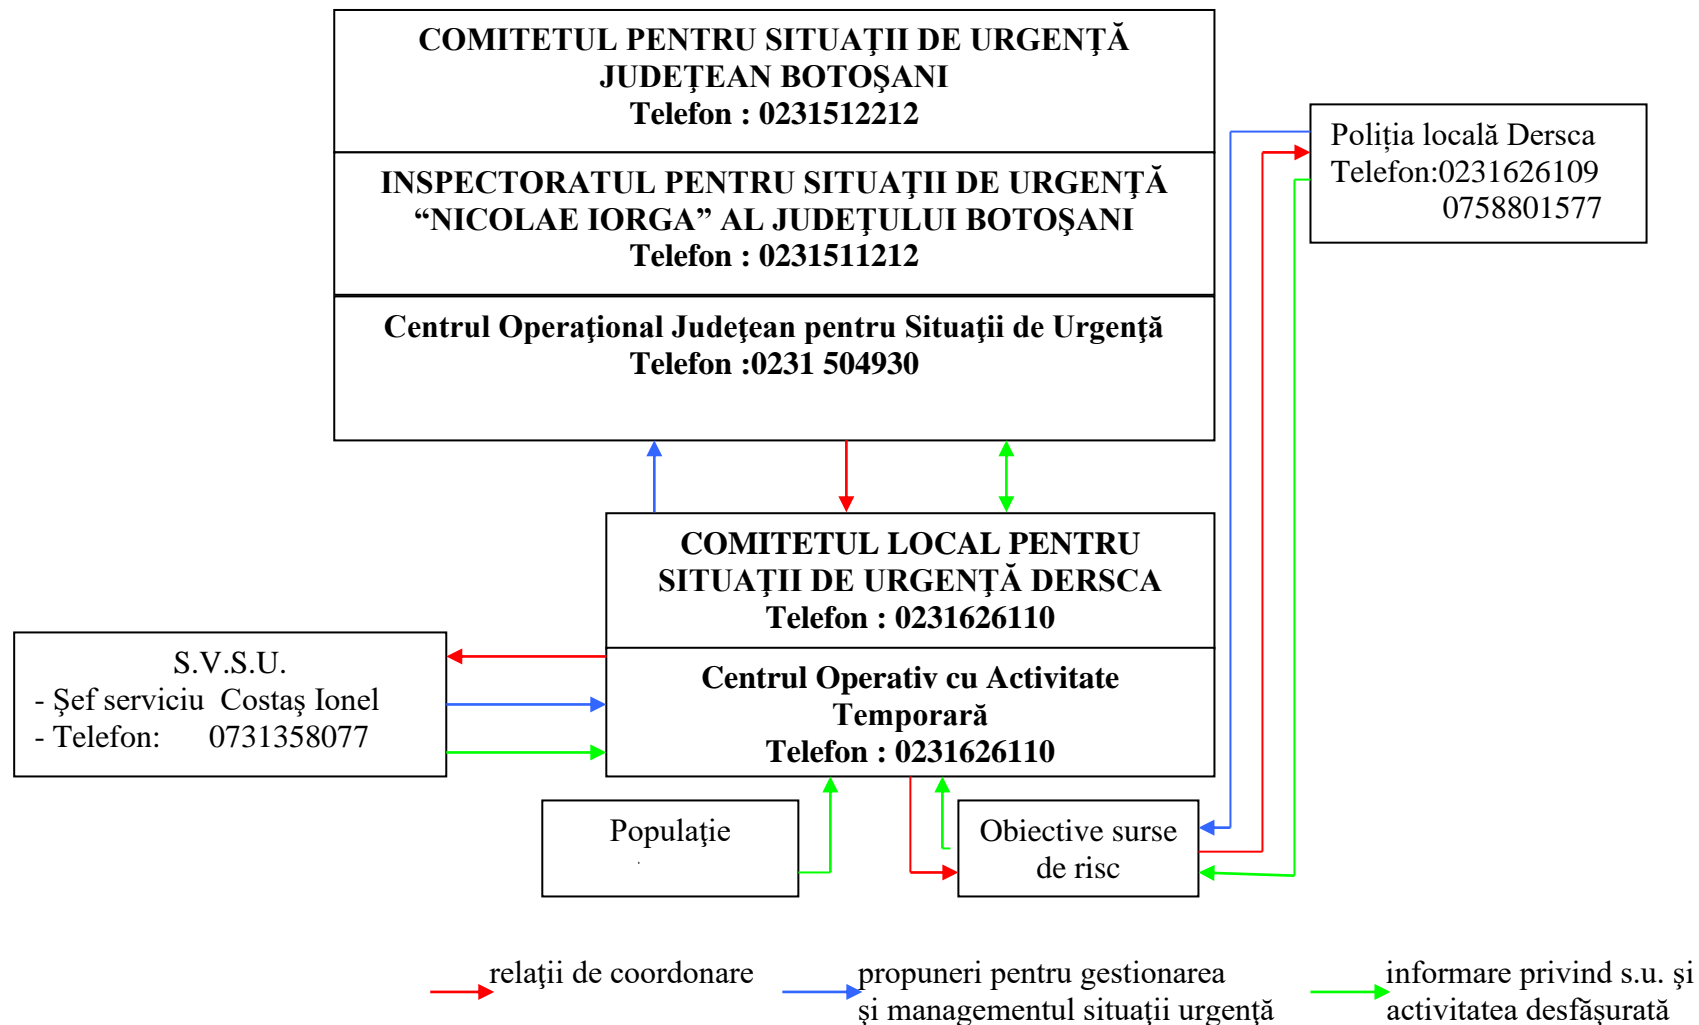 COMITETUL PENTRU SITUAŢII DE URGENŢĂ
JUDEŢEAN BOTOŞANI
Telefon : 0231512212
INSPECTORATUL PENTRU SITUAŢII DE URGENŢĂ
“NICOLAE IORGA” AL JUDEŢULUI BOTOŞANI
Telefon : 0231511212
Centrul Operaţional Judeţean pentru Situaţii de Urgenţă
Telefon :0231 504930
Poliția locală Dersca
Telefon:0231626109
0758801577
COMITETUL LOCAL PENTRU
SITUAŢII DE URGENŢĂ DERSCA
Telefon : 0231626110
Centrul Operativ cu Activitate
Temporară
Telefon : 0231626110
S.V.S.U.
- Şef serviciu Costaş Ionel
- Telefon: 0731358077
Populaţie
Obiective surse
de risc
relaţii de coordonare
propuneri pentru gestionarea
şi managementul situaţii urgenţă
informare privind s.u. şi
activitatea desfăşurată